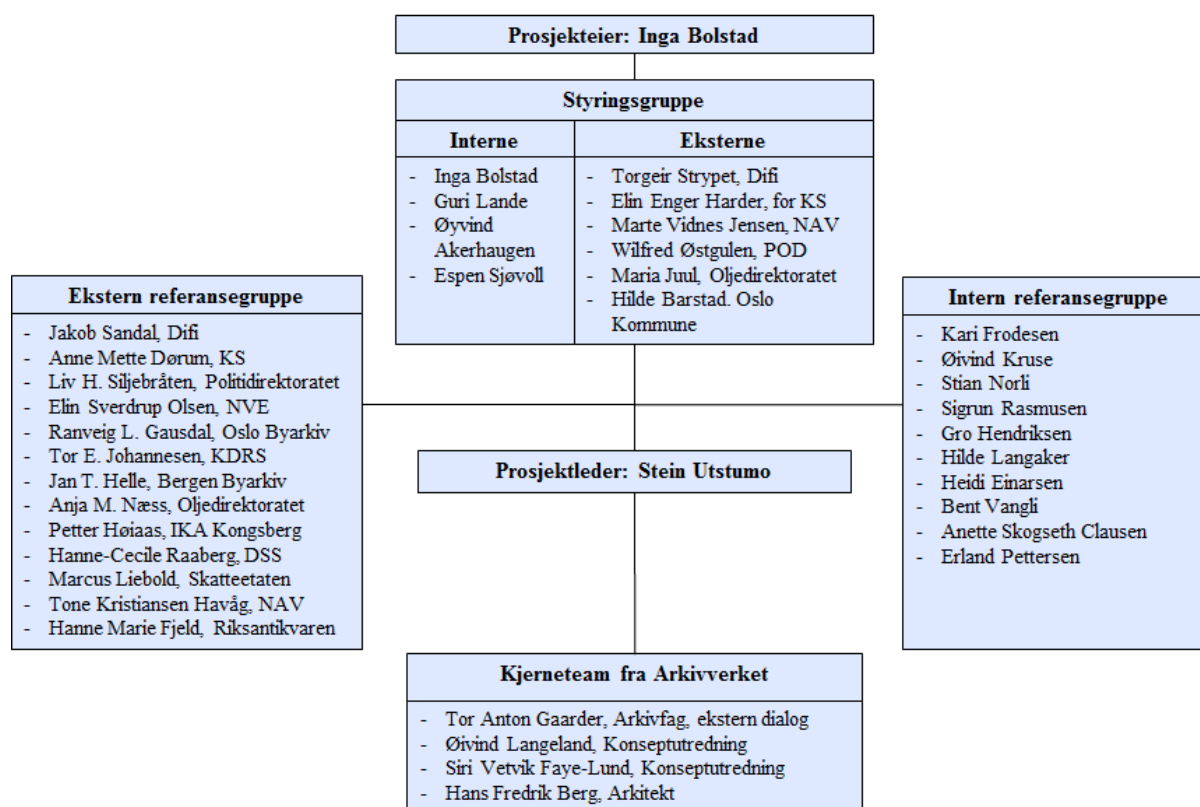 Prosjekteier: Inga Bolstad
Styringsgruppe
Interne
- Inga Bolstad
- Guri Lande
- Øyvind
Akerhaugen
- Espen Sjøvoll
Eksterne
- Torgeir Strypet, Difi
- Elin Enger Harder, for KS
- Marte Vidnes Jensen, NAV
- Wilfred Østgulen, POD
- Maria Juul, Oljedirektoratet
- Hilde Barstad. Oslo
Kommune
Ekstern referansegruppe
- Jakob Sandal, Difi
- Anne Mette Dørum, KS
- Liv H. Siljebråten, Politidirektoratet
- Elin Sverdrup Olsen, NVE
- Ranveig L. Gausdal, Oslo Byarkiv
- Tor E. Johannesen, KDRS
- Jan T. Helle, Bergen Byarkiv
- Anja M. Næss, Oljedirektoratet
- Petter Høiaas, IKA Kongsberg
- Hanne-Cecile Raaberg, DSS
- Marcus Liebold, Skatteetaten
- Tone Kristiansen Havåg, NAV
- Hanne Marie Fjeld, Riksantikvaren
Intern referansegruppe
- Kari Frodesen
- Øivind Kruse
- Stian Norli
- Sigrun Rasmusen
- Gro Hendriksen
- Hilde Langaker
- Heidi Einarsen
- Bent Vangli
- Anette Skogseth Clausen
- Erland Pettersen
Prosjektleder: Stein Utstumo
Kjerneteam fra Arkivverket
- Tor Anton Gaarder, Arkivfag, ekstern dialog
- Øivind Langeland, Konseptutredning
- Siri Vetvik Faye-Lund, Konseptutredning
- Hans Fredrik Berg, Arkitekt